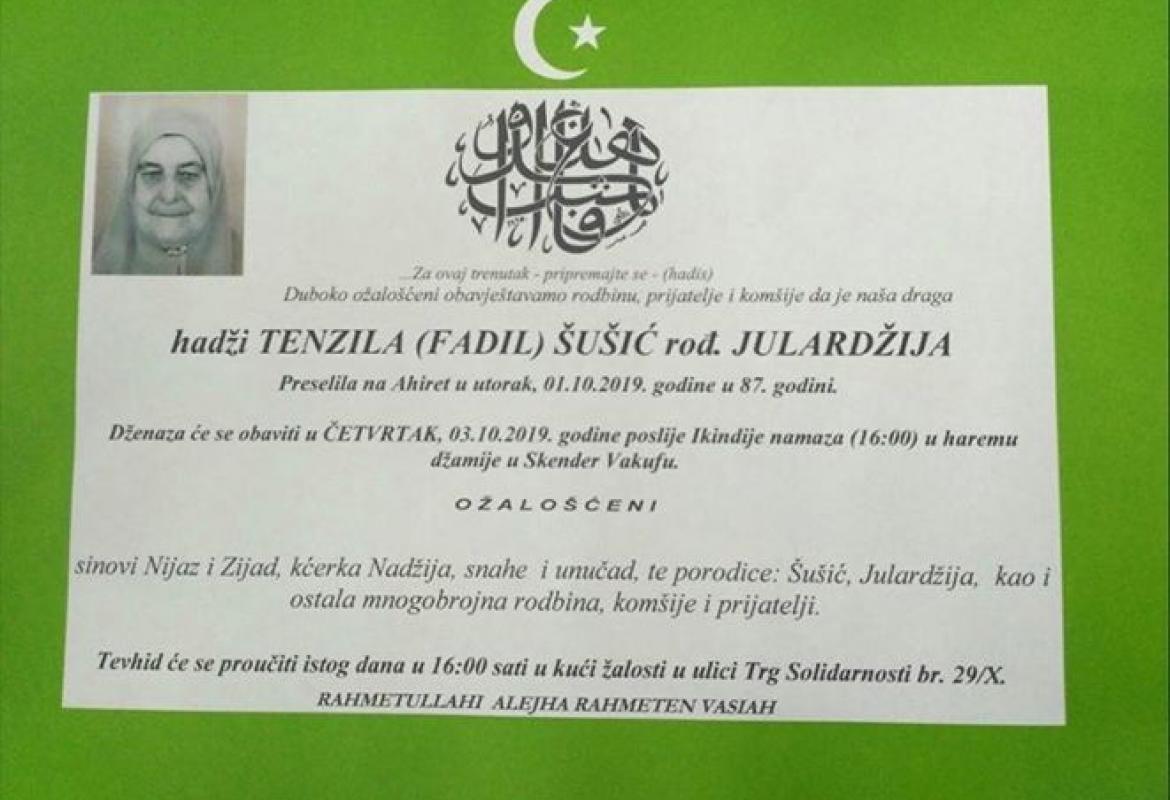 ...Za ovaj trenutak - pripremajte se - (hadis)
Duboko ožalošćeni obavještavamo rodbinu, prijatelje i komšije da je naša draga
hadži TENZILA (FADIL) ŠUŠIĆ rođ. JULARDŽIJA
Preselila na Ahiret u utorak, 01.10.2019. godine u 87. godini.
Dženaza će se obaviti u ČETVRTAK, 03.10.2019. godine poslije Ikindije namaza (16:00) u haremu
džamije u Skender Vakufu.
OŽALOŠĆENI
sinovi Nijaz i Zijad, kćerka Nadžija, snahe i unučad, te porodice: Šušić, Julardžija, kao i
ostala mnogobrojna rodbina, komšije i prijatelji.
Tevhid će se proučiti istog dana u 16:00 sati u kući žalosti u ulici Trg Solidarnosti br. 29/X.
RAHMETULLAHI ALEJHA RAHMETEN VASIAH